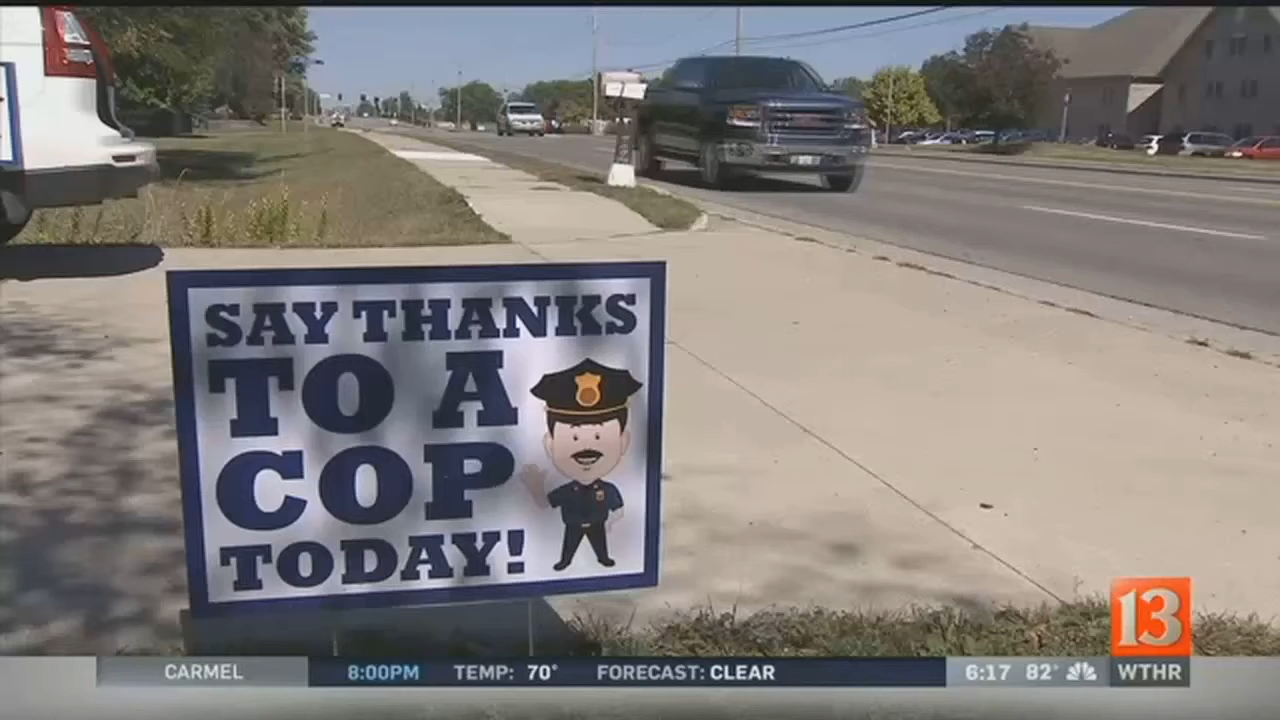 SAY THANKS
TO A
COP
TODAY!
13
CARMEL 8:00PM TEMP: 70° FORECAST: CLEAR 6:17 82° WTHR